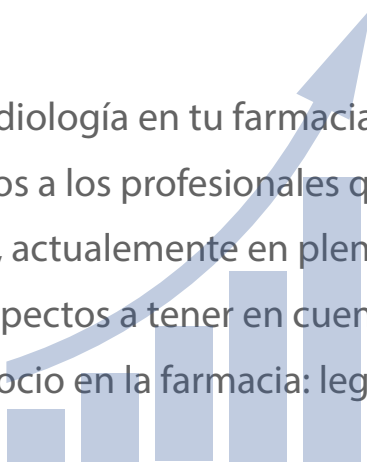 diología en tu farmacia
os a los profesionales q
, actualemente en plen
pectos a tener en cuen
ocio en la farmacia: leg